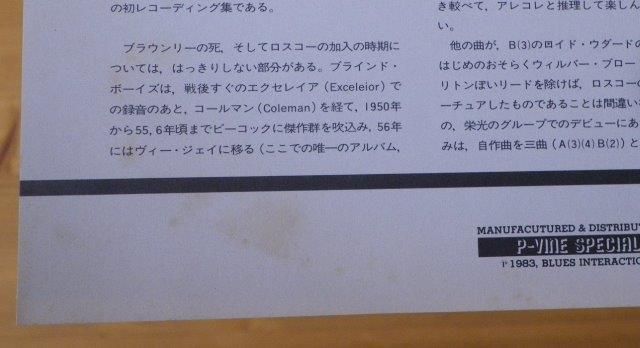 の初レコーディング集である。
ブラウンリーの死，そしてロスコーの加入の時期に
ついては，はっきりしない部分がある。ブラインド・
ボーイズは，戦後すぐのエクセレイア(Exceleior)で
の録音のあと，コールマン(Coleman)を経て，1950年
から55,6年頃までピーコックに傑作群を吹込み，56年
にはヴィー・ジェイに移る(ここでの唯一のアルバム，
き較べて，アレコレと推理して楽しん
い。
他の曲が，B(3)のロイド・ウダードの
はじめのおそらくウィルバー・ブロー
リトンぽいリードを除けば，ロスコーの
ーチュアしたものであることは間違い
の，栄光のグループでのデビューにあ
みは，自作曲を三曲(A(3)(4)B(2))と
MANUFACUTURED & DISTRIBUT
P-VINE SPECIAL
℗1983, BLUES INTERACTIO